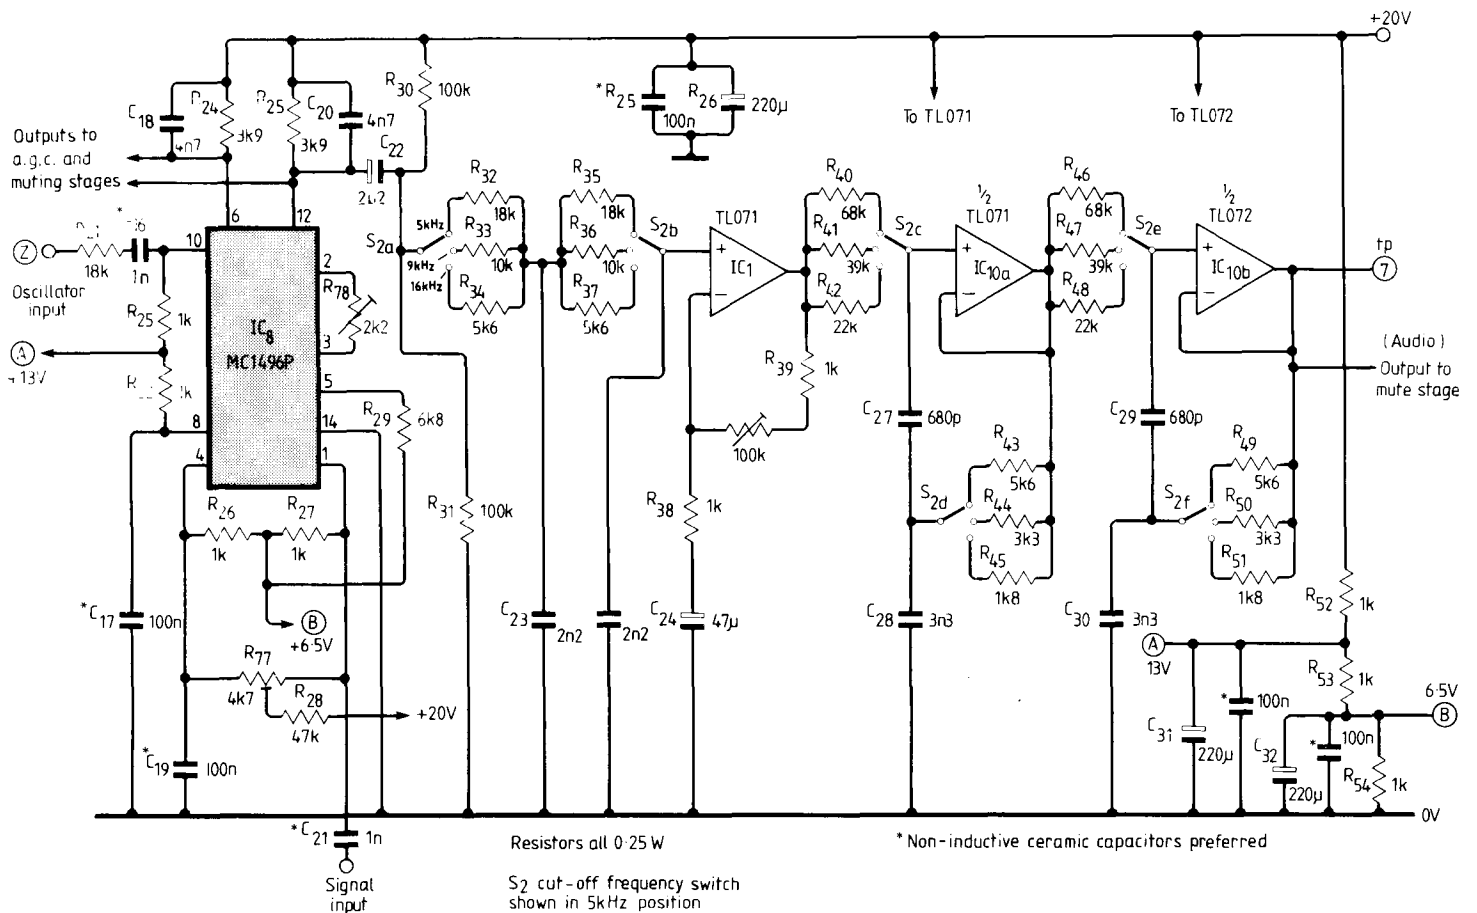 +20V
C18
4n7
R24
3k9
R25
3k9
C20
4n7
R30
100k
*R25
100n
R26
220µ
To TL071
To TL072
Outputs to
a.g.c. and
muting stages
C22
2µ2
6
12
Z
18k
1n
10
Oscillator
input
R25
1k
A
+13V
1k
8
4
IC8
MC1496P
2
R78
2k2
3
5
14
1
R29
6k8
S2a
5kHz
9kHz
16kHz
R32
18k
R33
10k
R34
5k6
R35
18k
R36
10k
R37
5k6
S2b
TL071
+
IC1
−
R40
68k
R41
39k
R42
22k
S2c
½
TL071
+
IC10a
−
R46
68k
R47
39k
R48
22k
S2e
½
TL072
+
IC10b
−
tp
7
(Audio)
Output to
mute stage
R39
1k
100k
R38
1k
C27
680p
R43
5k6
S2d
R44
3k3
R45
1k8
C29
680p
R49
5k6
S2f
R50
3k3
R51
1k8
R31
100k
R26
1k
R27
1k
*C17
100n
B
+6·5V
R77
4k7
R28
47k
+20V
*C19
100n
C23
2n2
2n2
C24
47µ
C28
3n3
C30
3n3
R52
1k
A
13V
R53
1k
6·5V
B
C31
220µ
*
100n
C32
220µ
*
100n
R54
1k
0V
*C21
1n
Signal
input
Resistors all 0·25 W
*Non-inductive ceramic capacitors preferred
S2 cut-off frequency switch
shown in 5kHz position